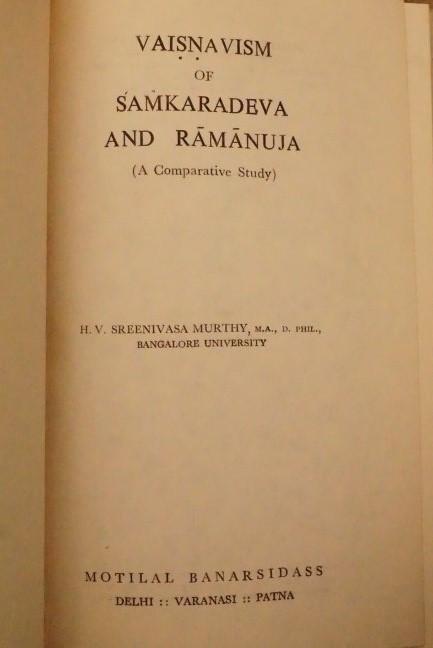 VAIṢṆAVISM
OF
ŚAṀKARADEVA
AND RĀMĀNUJA
(A Comparative Study)
H. V. SREENIVASA MURTHY, M.A., D. PHIL.,
BANGALORE UNIVERSITY
MOTILAL BANARSIDASS
DELHI :: VARANASI :: PATNA